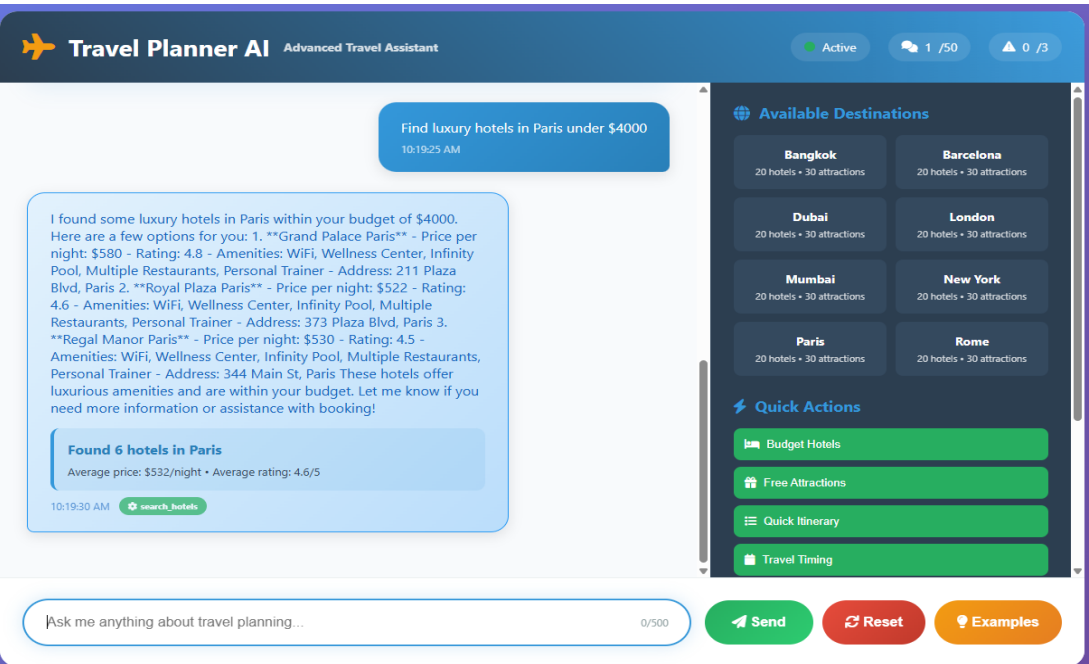 Travel Planner AI Advanced Travel Assistant
Active 1 /50 0 /3
Find luxury hotels in Paris under $4000
10:19:25 AM
I found some luxury hotels in Paris within your budget of $4000.
Here are a few options for you: 1. **Grand Palace Paris** - Price per
night: $580 - Rating: 4.8 - Amenities: WiFi, Wellness Center, Infinity
Pool, Multiple Restaurants, Personal Trainer - Address: 211 Plaza
Blvd, Paris 2. **Royal Plaza Paris** - Price per night: $522 - Rating:
4.6 - Amenities: WiFi, Wellness Center, Infinity Pool, Multiple
Restaurants, Personal Trainer - Address: 373 Plaza Blvd, Paris 3.
**Regal Manor Paris** - Price per night: $530 - Rating: 4.5 -
Amenities: WiFi, Wellness Center, Infinity Pool, Multiple Restaurants,
Personal Trainer - Address: 344 Main St, Paris These hotels offer
luxurious amenities and are within your budget. Let me know if you
need more information or assistance with booking!
Found 6 hotels in Paris
Average price: $532/night • Average rating: 4.6/5
10:19:30 AM search_hotels
Available Destinations
Bangkok
20 hotels • 30 attractions
Barcelona
20 hotels • 30 attractions
Dubai
20 hotels • 30 attractions
London
20 hotels • 30 attractions
Mumbai
20 hotels • 30 attractions
New York
20 hotels • 30 attractions
Paris
20 hotels • 30 attractions
Rome
20 hotels • 30 attractions
Quick Actions
Budget Hotels
Free Attractions
Quick Itinerary
Travel Timing
Ask me anything about travel planning... 0/500
Send
Reset
Examples